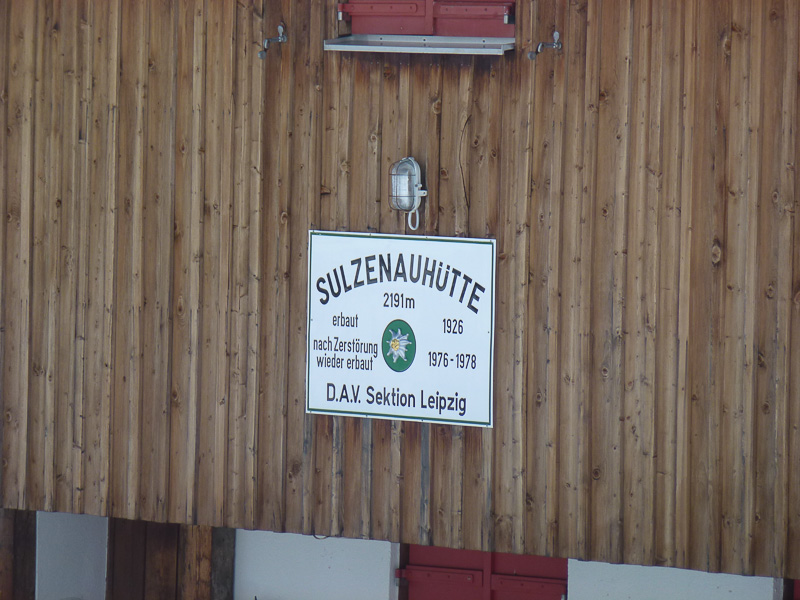 SULZENAUHÜTTE
2191m
erbaut 1926
nach Zerstörung
wieder erbaut 1976-1978
D.A.V. Sektion Leipzig